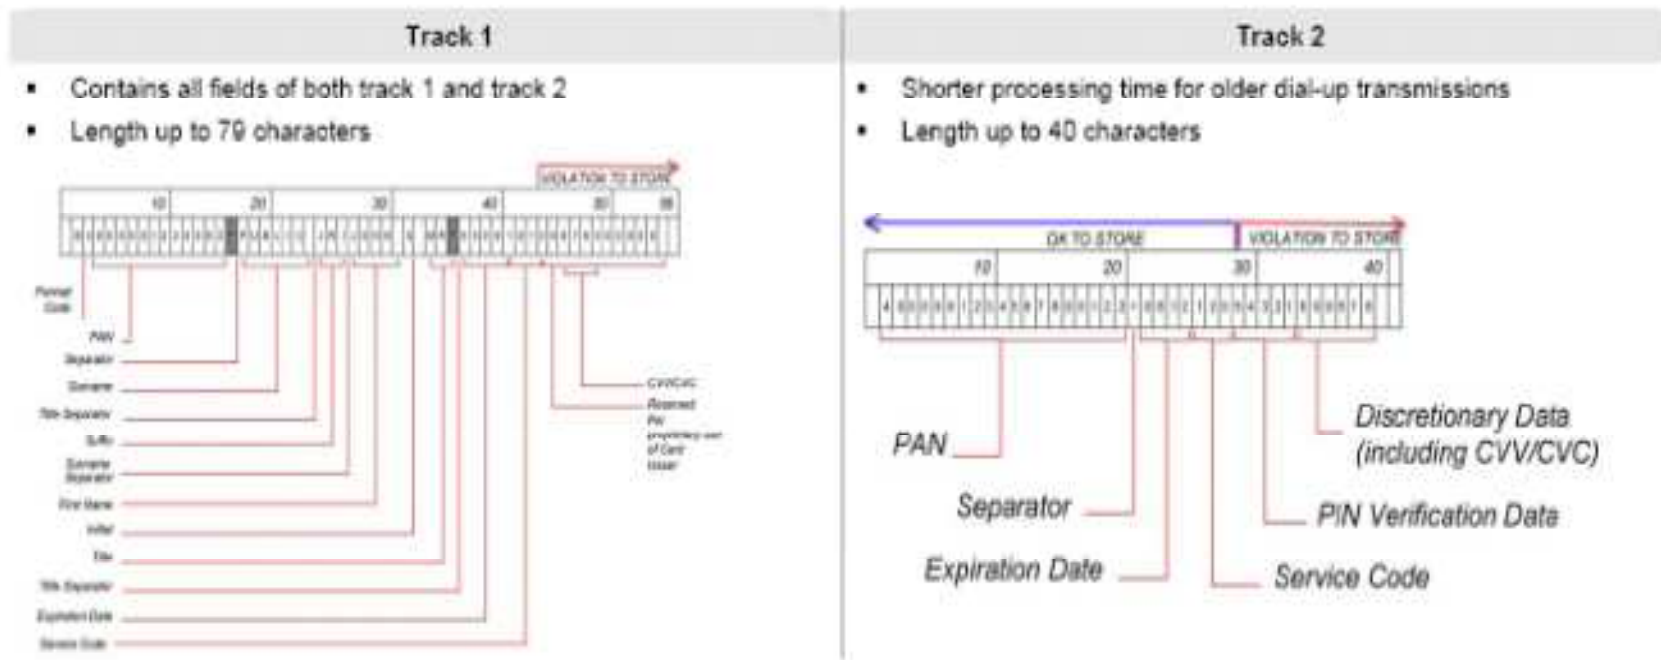 Track 1
▪ Contains all fields of both track 1 and track 2
▪ Length up to 79 characters
VIOLATION TO STORE
10 20 30 40 50
Format
Code
PAN
Separator
Surname
Title Separator
Suffix
Surname
Separator
First Name
Initial
Title
Title Separator
Expiration Date
Service Code
CVV/CVC
Reserved
For
proprietary use
of Card
Issuer
Track 2
▪ Shorter processing time for older dial-up transmissions
▪ Length up to 40 characters
OK TO STORE VIOLATION TO STORE
10 20 30 40
PAN
Separator
Expiration Date
Discretionary Data
(including CVV/CVC)
PIN Verification Data
Service Code